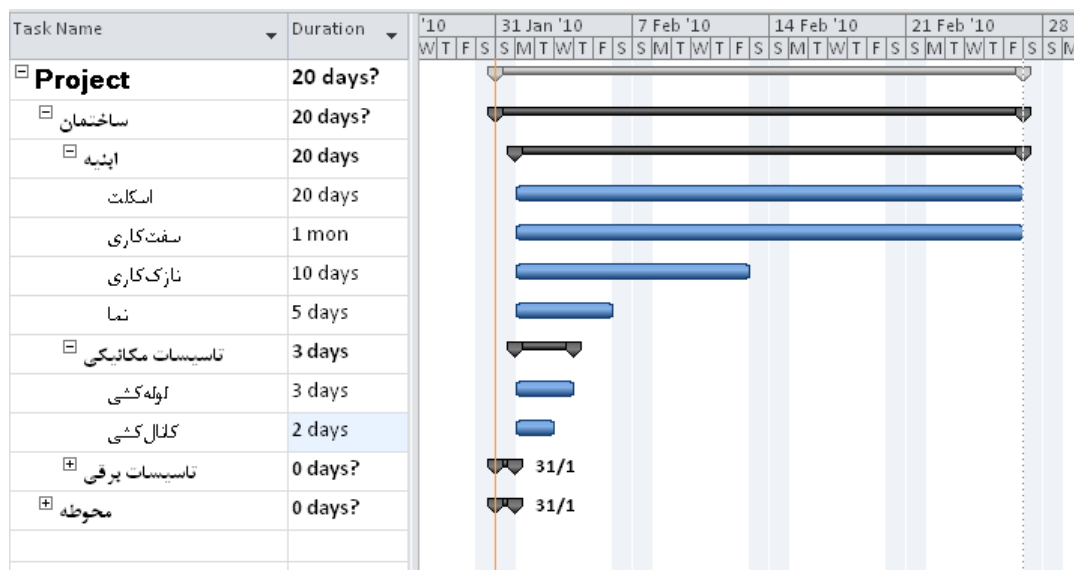 Task Name Duration '10 31 Jan '10 7 Feb '10 14 Feb '10 21 Feb '10 28
W T F S S M T W T F S S M T W T F S S M T W T F S S M T W T F S S M
Project 20 days?
ساختمان 20 days?
ابنیه 20 days
اسکلت 20 days
سفت‌کاری 1 mon
نازک‌کاری 10 days
نما 5 days
تاسیسات مکانیکی 3 days
لوله‌کشی 3 days
کانال‌کشی 2 days
تاسیسات برقی 0 days? 31/1
محوطه 0 days? 31/1